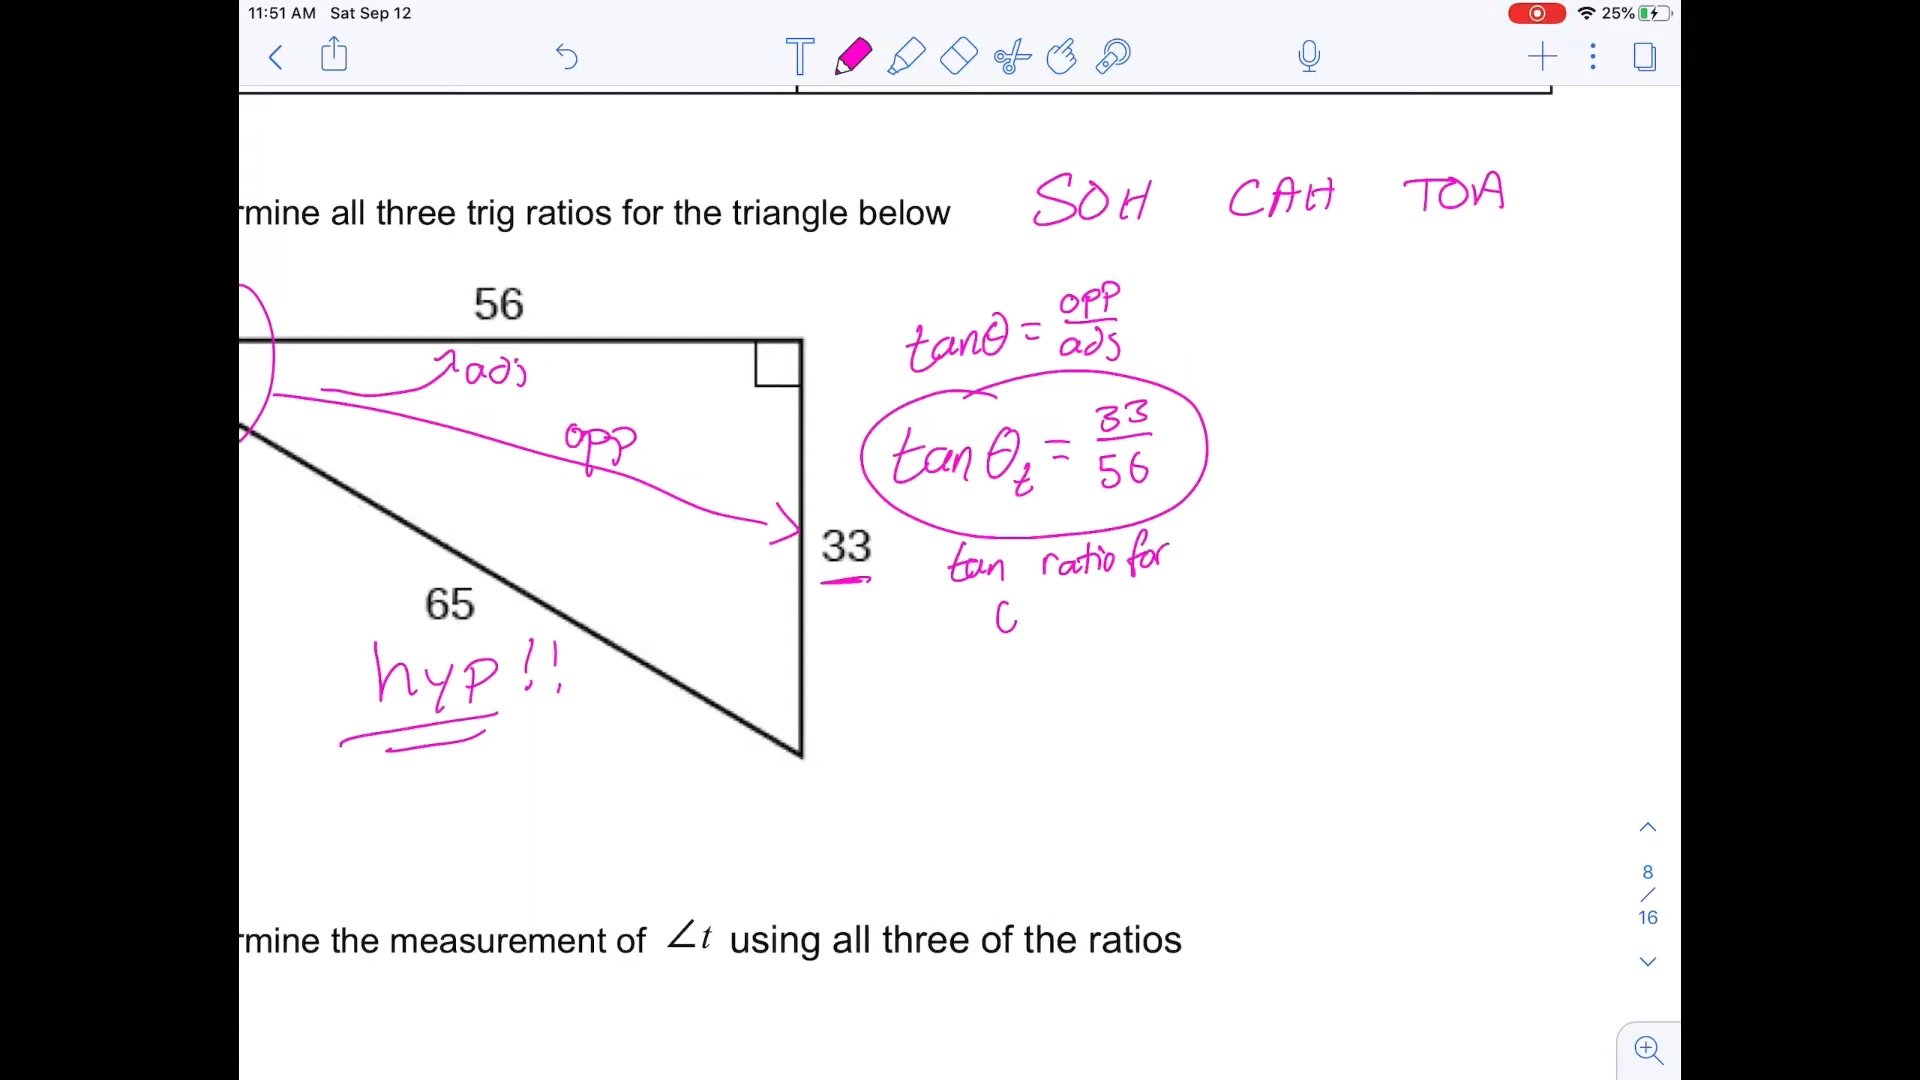 11:51 AM Sat Sep 12
25%
T
rmine all three trig ratios for the triangle below
SOH CAH TOA
56
tanθ = opp
adj
adj
opp
tan θt = 33
56
33
tan ratio for
65
hyp!!
8
/
16
rmine the measurement of ∠t using all three of the ratios